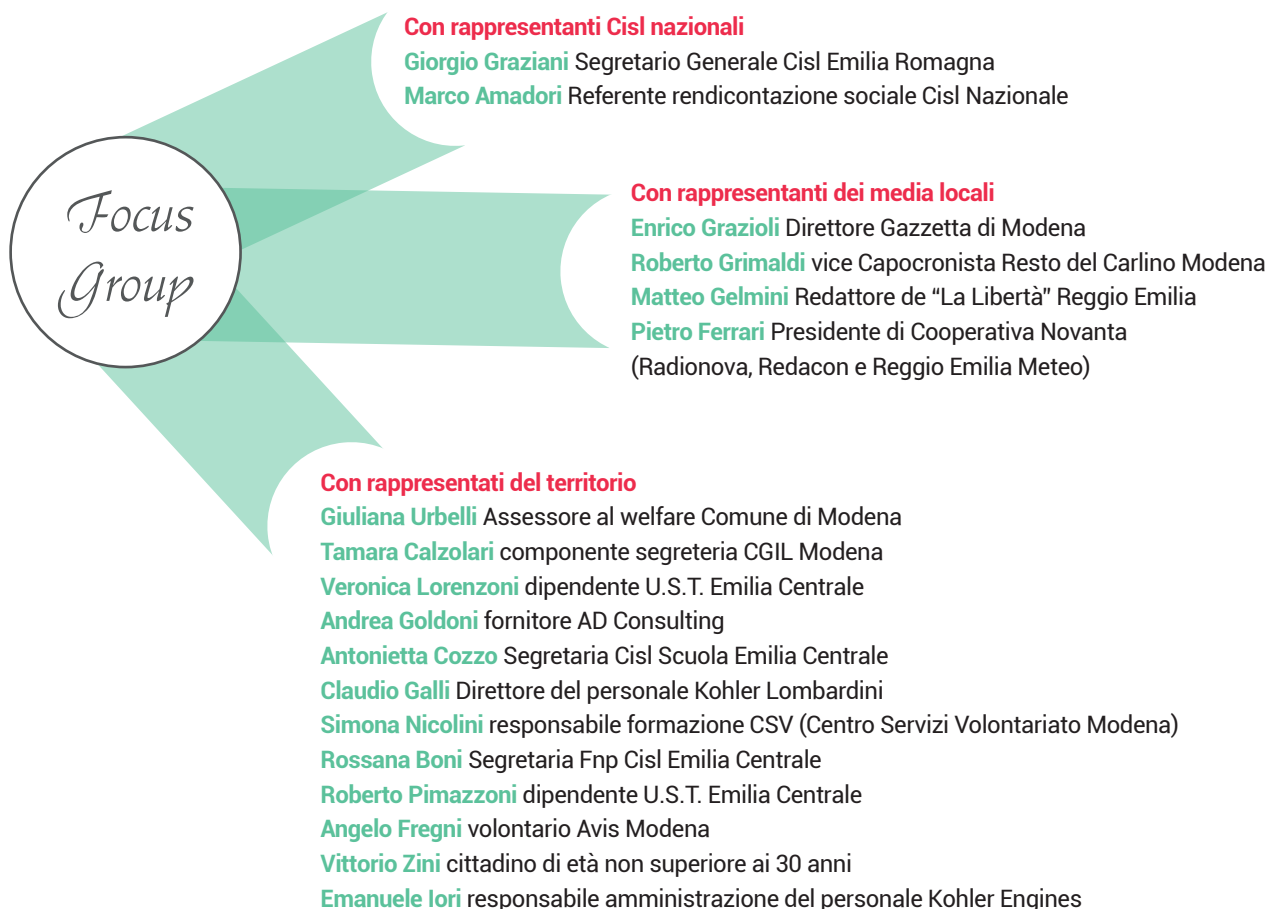 Con rappresentanti Cisl nazionali
Giorgio Graziani Segretario Generale Cisl Emilia Romagna
Marco Amadori Referente rendicontazione sociale Cisl Nazionale
Focus
Group
Con rappresentanti dei media locali
Enrico Grazioli Direttore Gazzetta di Modena
Roberto Grimaldi vice Capocronista Resto del Carlino Modena
Matteo Gelmini Redattore de “La Libertà” Reggio Emilia
Pietro Ferrari Presidente di Cooperativa Novanta
(Radionova, Redacon e Reggio Emilia Meteo)
Con rappresentati del territorio
Giuliana Urbelli Assessore al welfare Comune di Modena
Tamara Calzolari componente segreteria CGIL Modena
Veronica Lorenzoni dipendente U.S.T. Emilia Centrale
Andrea Goldoni fornitore AD Consulting
Antonietta Cozzo Segretaria Cisl Scuola Emilia Centrale
Claudio Galli Direttore del personale Kohler Lombardini
Simona Nicolini responsabile formazione CSV (Centro Servizi Volontariato Modena)
Rossana Boni Segretaria Fnp Cisl Emilia Centrale
Roberto Pimazzoni dipendente U.S.T. Emilia Centrale
Angelo Fregni volontario Avis Modena
Vittorio Zini cittadino di età non superiore ai 30 anni
Emanuele Iori responsabile amministrazione del personale Kohler Engines